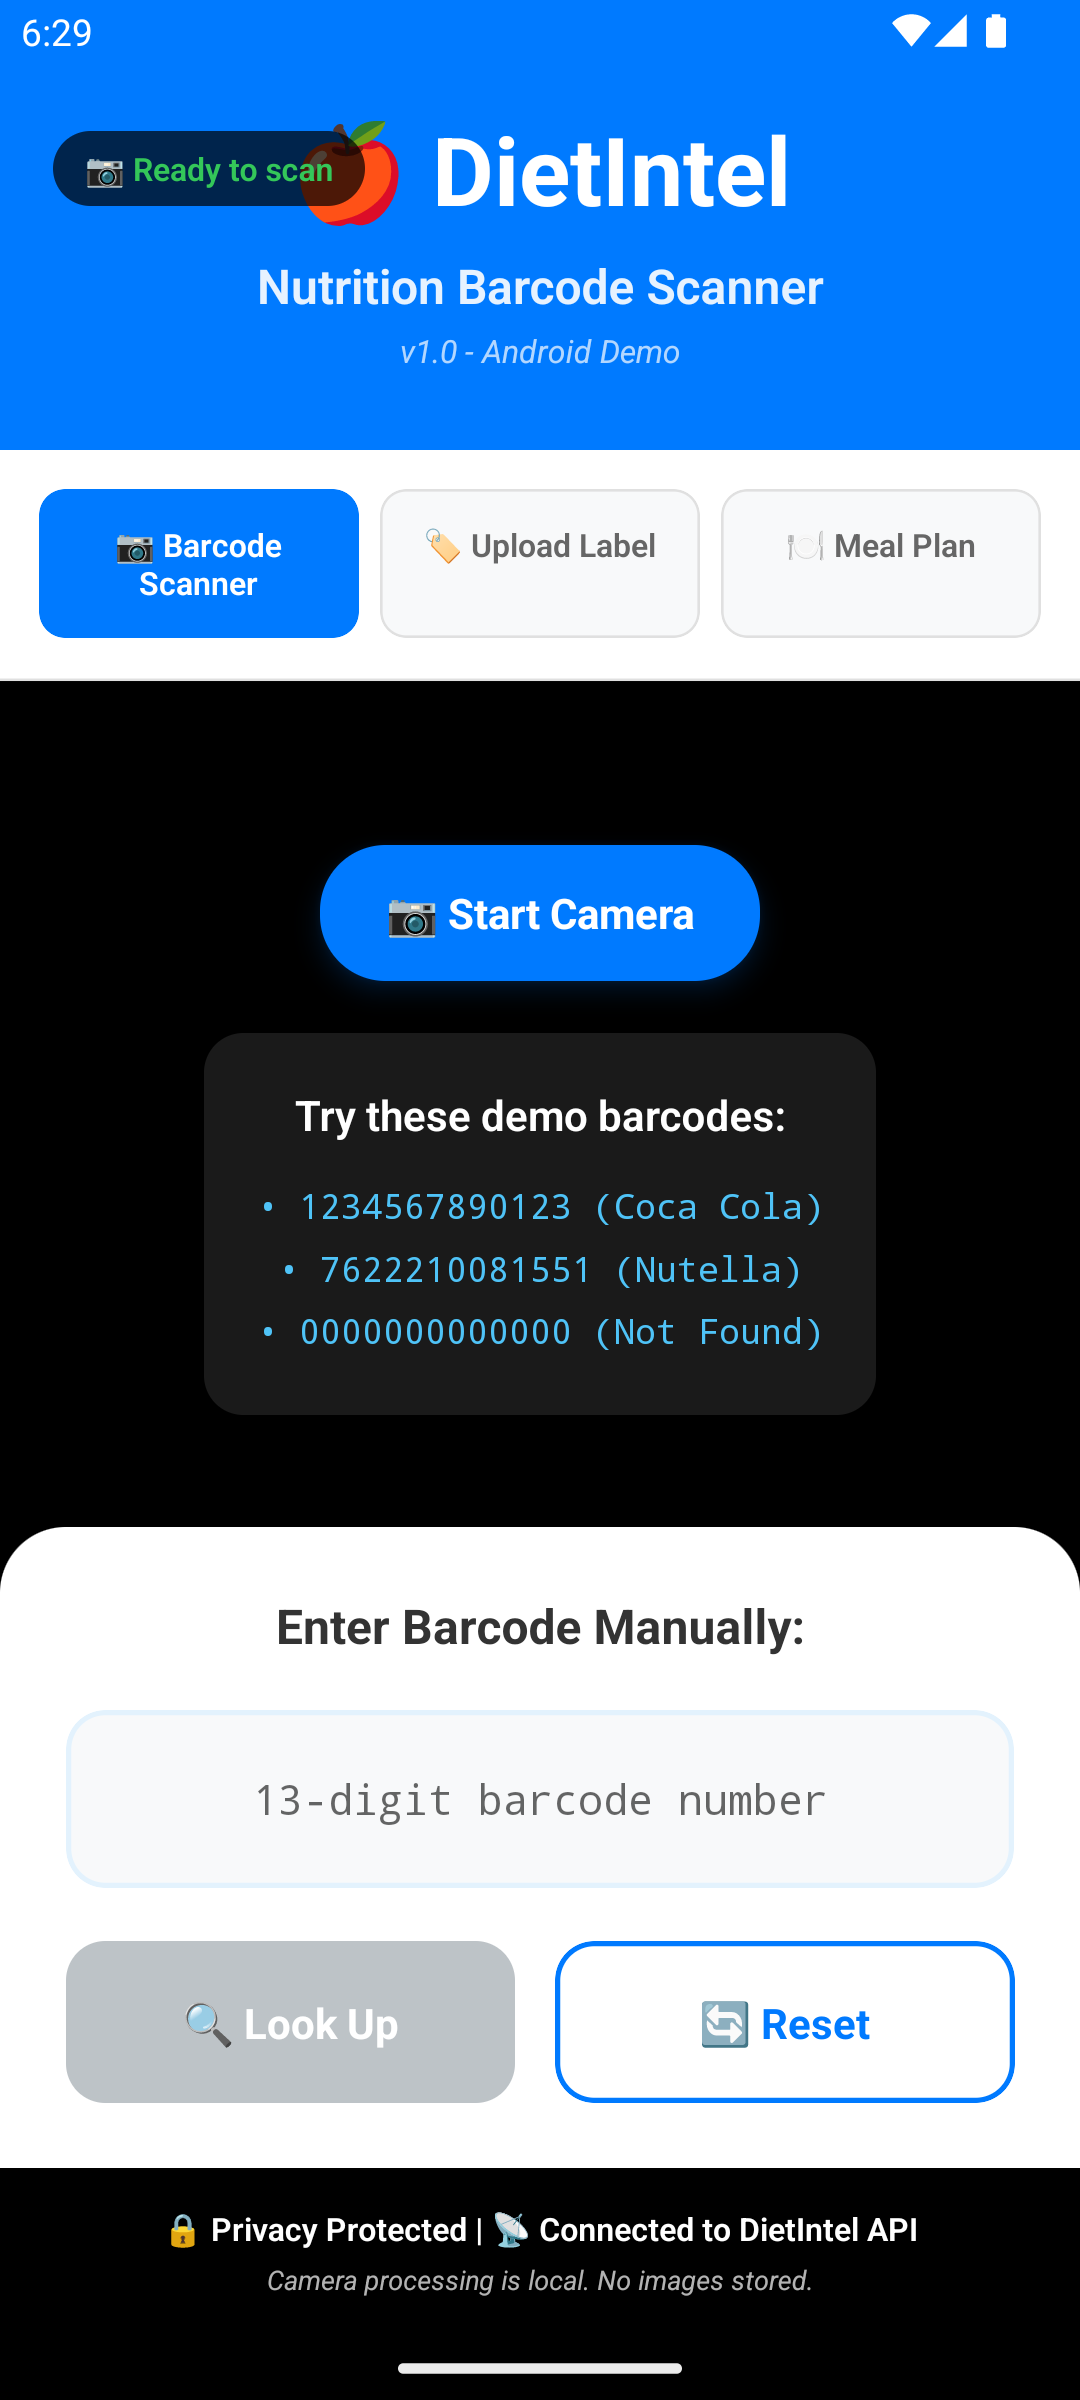 6:29
📷 Ready to scan
🍎 DietIntel
Nutrition Barcode Scanner
v1.0 - Android Demo
📷 Barcode
Scanner
🏷️ Upload Label
🍽️ Meal Plan
📷 Start Camera
Try these demo barcodes:
• 1234567890123 (Coca Cola)
• 7622210081551 (Nutella)
• 0000000000000 (Not Found)
Enter Barcode Manually:
13-digit barcode number
🔍 Look Up
🔄 Reset
🔒 Privacy Protected | 📡 Connected to DietIntel API
Camera processing is local. No images stored.